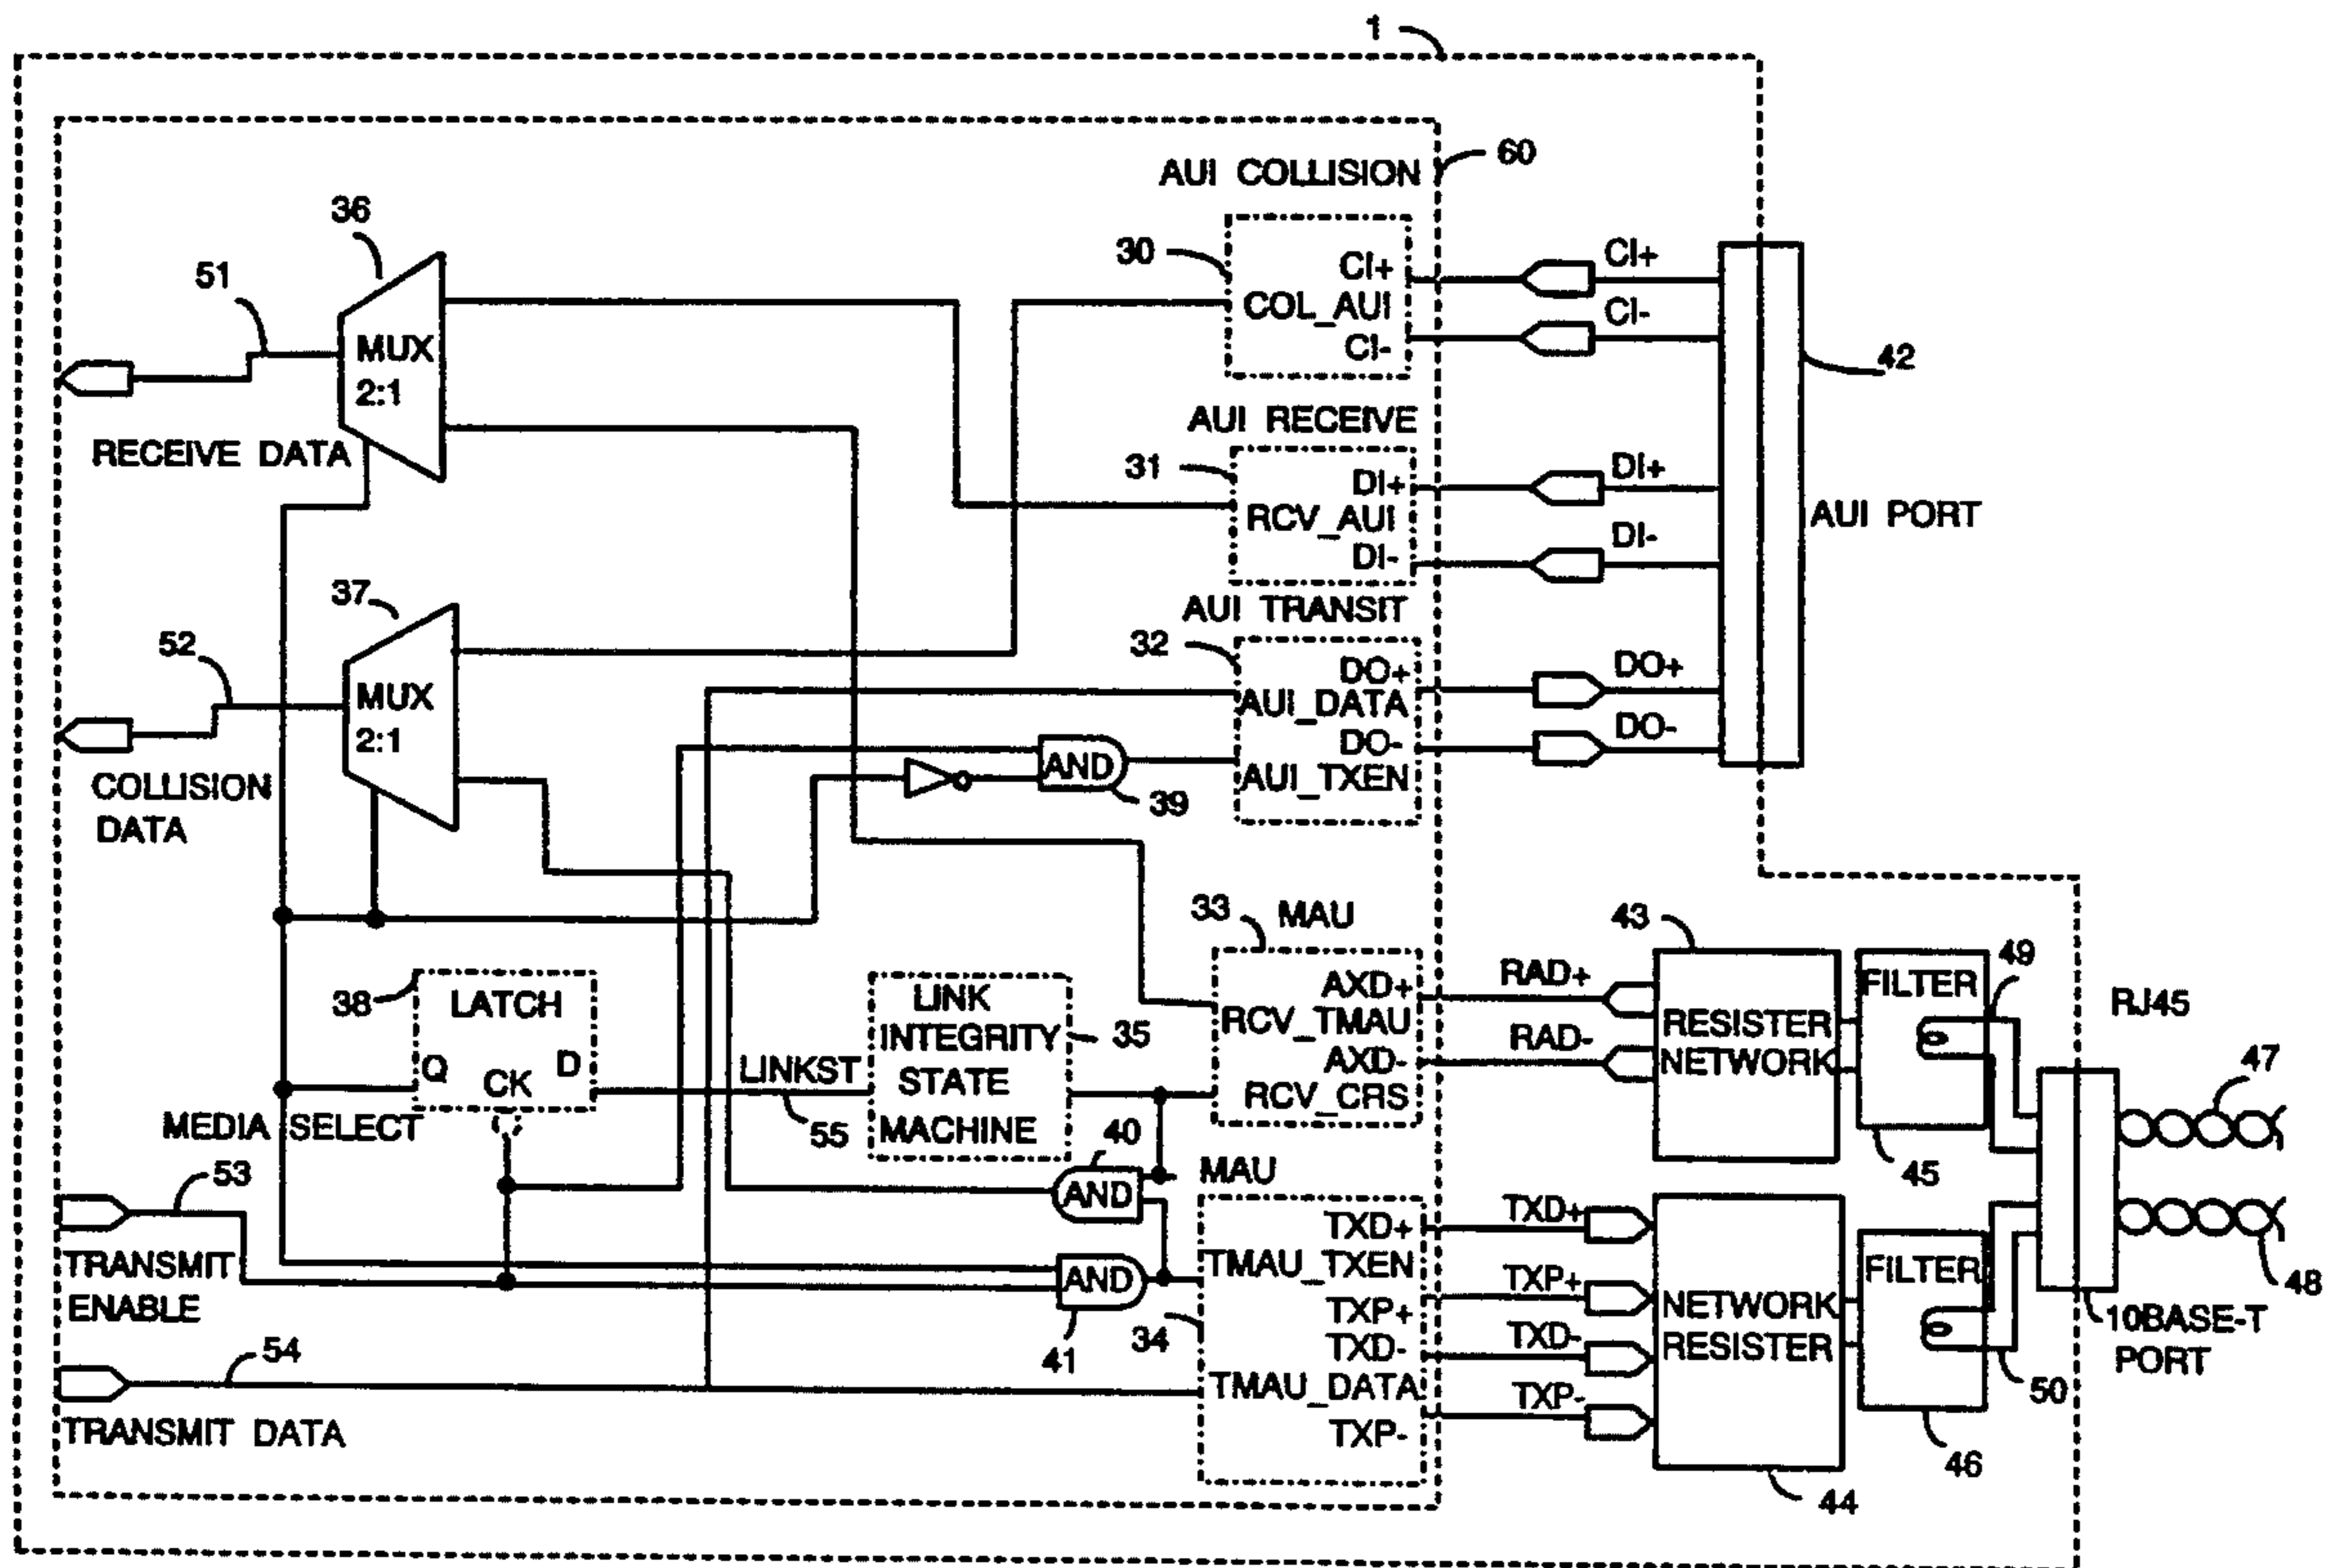 1
60
AUI COLLISION
36
30
CI+
COL_AUI
CI-
CI+
CI-
51
MUX
2:1
42
RECEIVE DATA
AUI RECEIVE
31
DI+
RCV_AUI
DI-
DI+
DI-
AUI PORT
37
AUI TRANSIT
52
32
DO+
AUI_DATA
DO-
AUI_TXEN
DO+
DO-
MUX
2:1
AND
39
COLLISION
DATA
33
MAU
43
49
38
LATCH
Q
CK
D
LINK
INTEGRITY
STATE
MACHINE
35
AXD+
RCV_TMAU
AXD-
RCV_CRS
RAD+
RAD-
RESISTER
NETWORK
FILTER
RJ45
47
LINKST
55
MEDIA SELECT
40
45
53
AND
MAU
TXD+
TMAU_TXEN
TXP+
TXD-
TMAU_DATA
TXP-
TXD+
TXP+
TXD-
TXP-
NETWORK
RESISTER
FILTER
48
TRANSMIT
ENABLE
AND
41
34
10BASE-T
PORT
54
50
TRANSMIT DATA
46
44